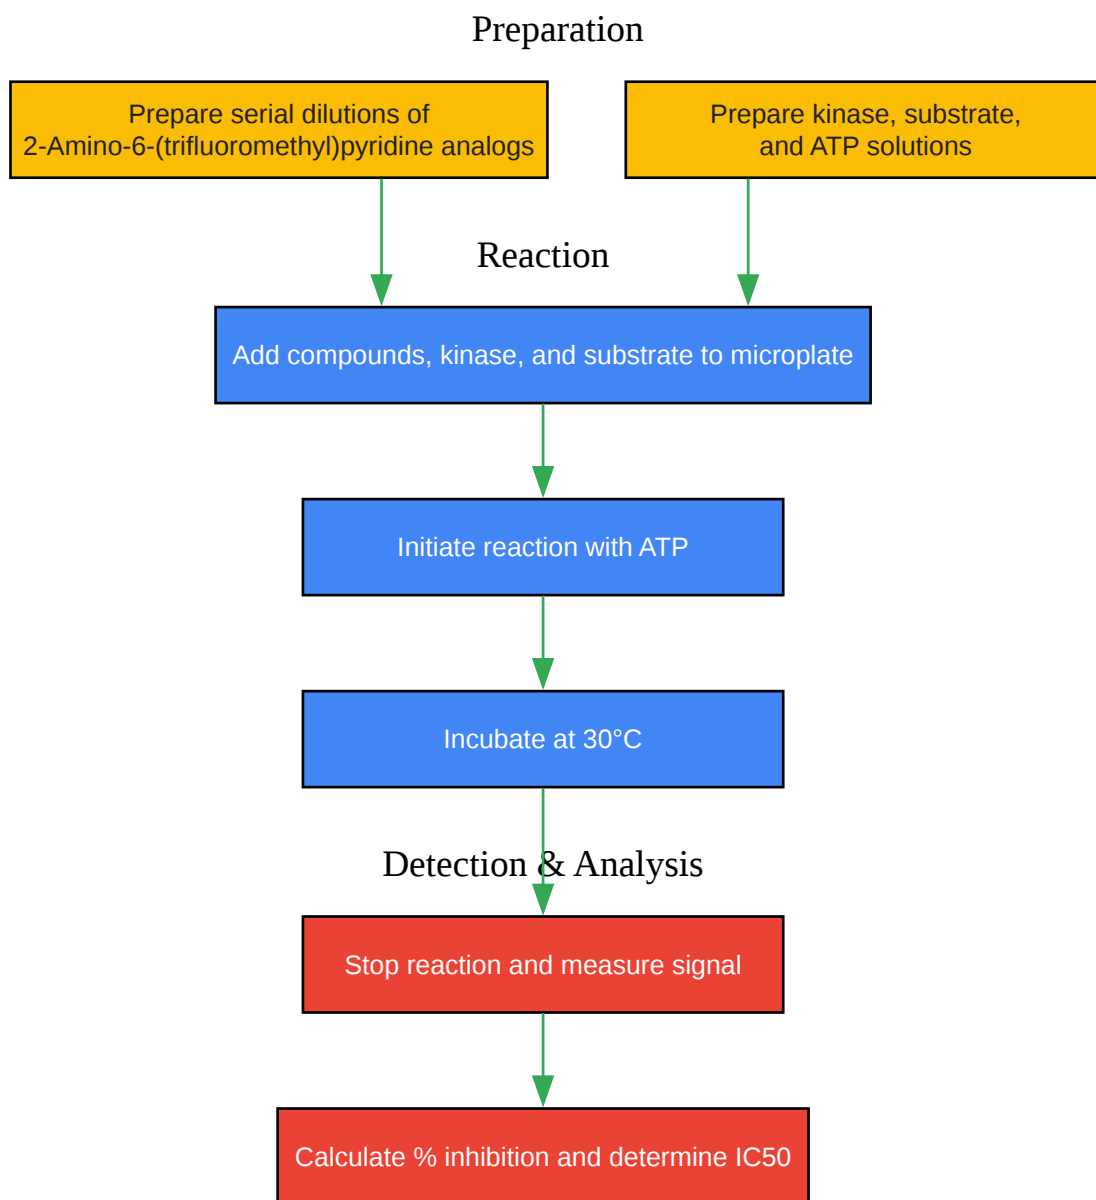 Preparation
Prepare serial dilutions of
2-Amino-6-(trifluoromethyl)pyridine analogs
Prepare kinase, substrate,
and ATP solutions
Reaction
Add compounds, kinase, and substrate to microplate
Initiate reaction with ATP
Incubate at 30°C
Detection & Analysis
Stop reaction and measure signal
Calculate % inhibition and determine IC50